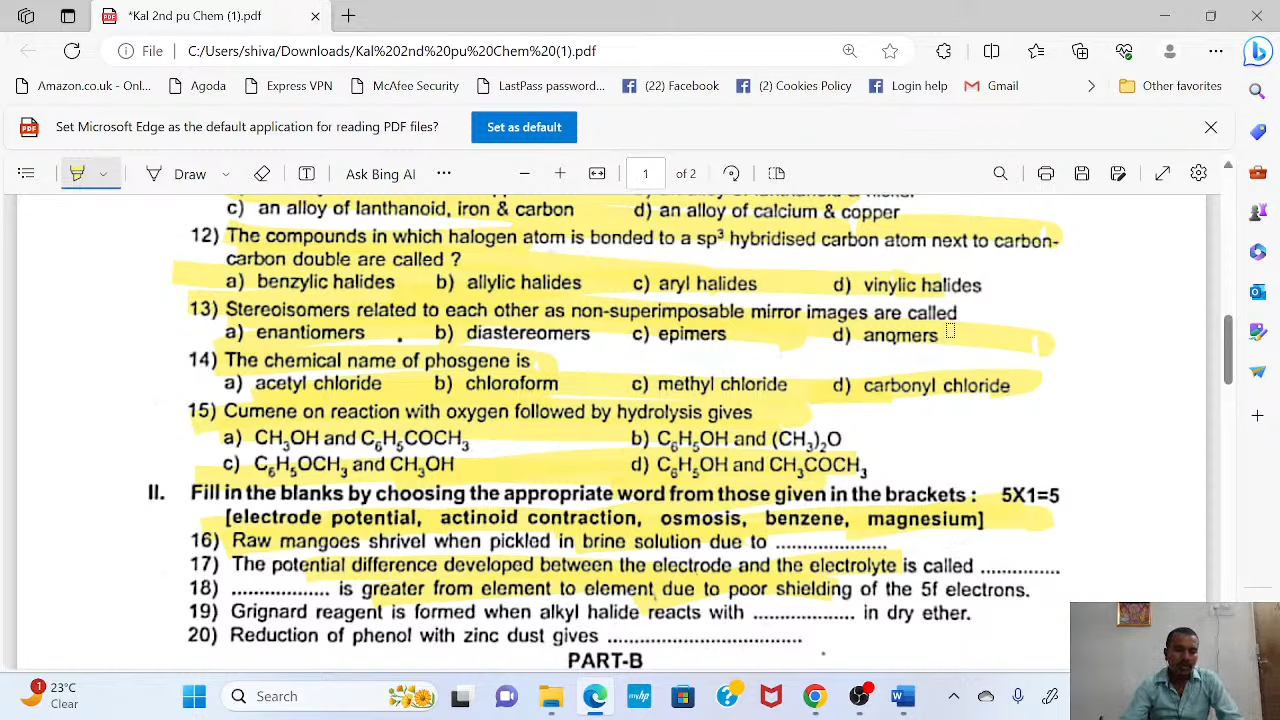 *Kal 2nd pu Chem (1).pdf
File C:/Users/shiva/Downloads/Kal%202nd%20pu%20Chem%20(1).pdf
Amazon.co.uk - Onl... Agoda Express VPN McAfee Security LastPass password... (22) Facebook (2) Cookies Policy Login help Gmail Other favorites
Set Microsoft Edge as the default application for reading PDF files? Set as default
Draw Ask Bing AI 1 of 2
c) an alloy of lanthanoid, iron & carbon d) an alloy of calcium & copper
12) The compounds in which halogen atom is bonded to a sp³ hybridised carbon atom next to carbon-
carbon double are called ?
a) benzylic halides b) allylic halides c) aryl halides d) vinylic halides
13) Stereoisomers related to each other as non-superimposable mirror images are called
a) enantiomers b) diastereomers c) epimers d) anomers
14) The chemical name of phosgene is
a) acetyl chloride b) chloroform c) methyl chloride d) carbonyl chloride
15) Cumene on reaction with oxygen followed by hydrolysis gives
a) CH₃OH and C₆H₅COCH₃ b) C₆H₅OH and (CH₃)₂O
c) C₆H₅OCH₃ and CH₃OH d) C₆H₅OH and CH₃COCH₃
II. Fill in the blanks by choosing the appropriate word from those given in the brackets : 5X1=5
[electrode potential, actinoid contraction, osmosis, benzene, magnesium]
16) Raw mangoes shrivel when pickled in brine solution due to ....................
17) The potential difference developed between the electrode and the electrolyte is called ..............
18) ................. is greater from element to element due to poor shielding of the 5f electrons.
19) Grignard reagent is formed when alkyl halide reacts with .................. in dry ether.
20) Reduction of phenol with zinc dust gives ...................................
PART-B
1
23°C
Clear
Search